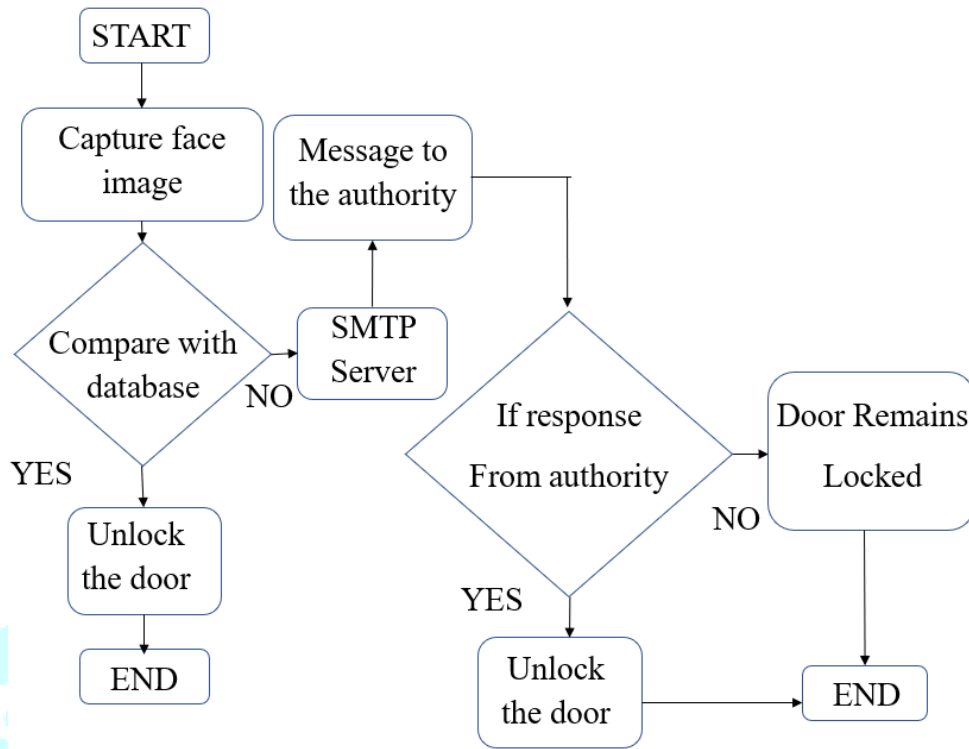 START
Capture face
image
Compare with
database
NO
YES
Unlock
the door
END
SMTP
Server
Message to
the authority
If response
From authority
NO
YES
Door Remains
Locked
Unlock
the door
END